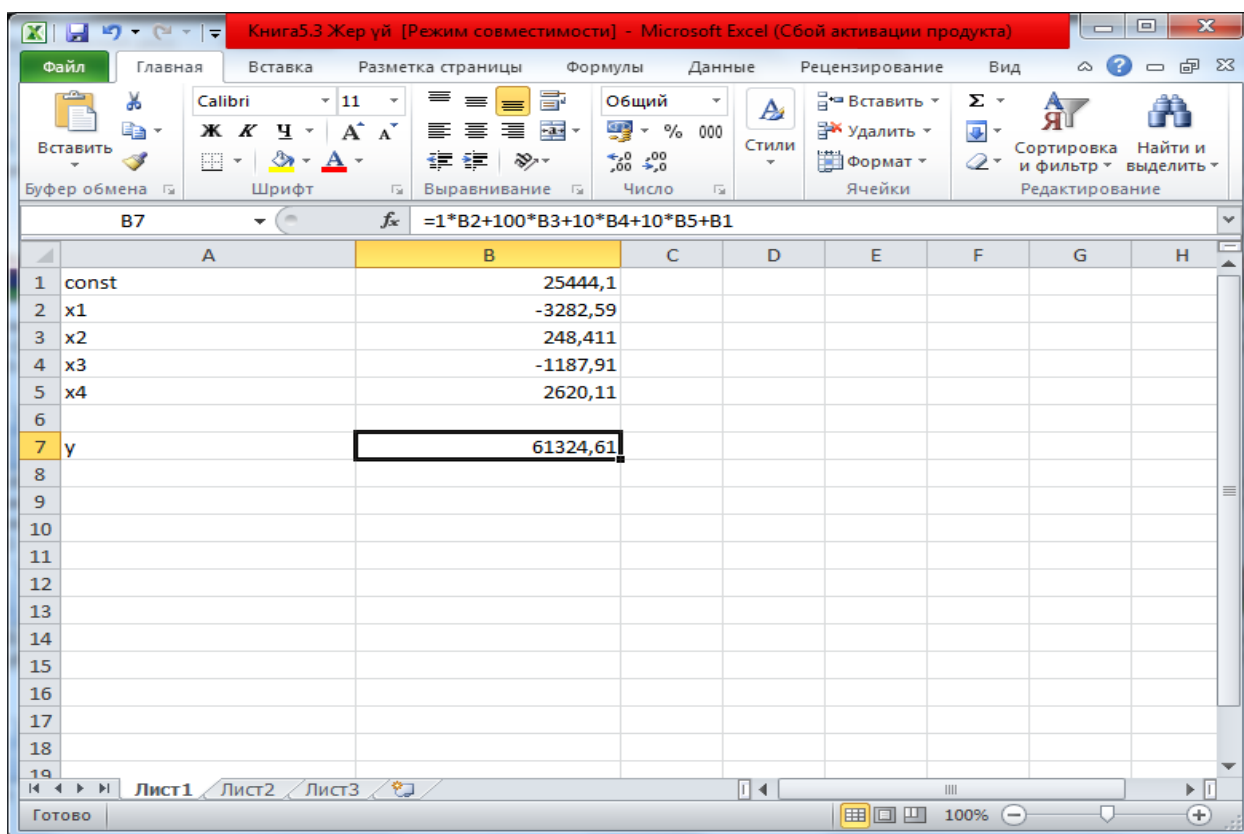 Книга5.3 Жер үй [Режим совместимости] - Microsoft Excel (Сбой активации продукта)
Файл Главная Вставка Разметка страницы Формулы Данные Рецензирование Вид
Calibri 11 Общий Вставить Σ
Ж К Ч А А % 000 Удалить
Вставить Стили Сортировка и фильтр Найти и выделить
А ,00 ,0 Формат
Буфер обмена Шрифт Выравнивание Число Ячейки Редактирование
B7 fx =1*B2+100*B3+10*B4+10*B5+B1
A B C D E F G H
1 const 25444,1
2 x1 -3282,59
3 x2 248,411
4 x3 -1187,91
5 x4 2620,11
6
7 y 61324,61
8
9
10
11
12
13
14
15
16
17
18
19
Лист1 Лист2 Лист3
Готово 100%